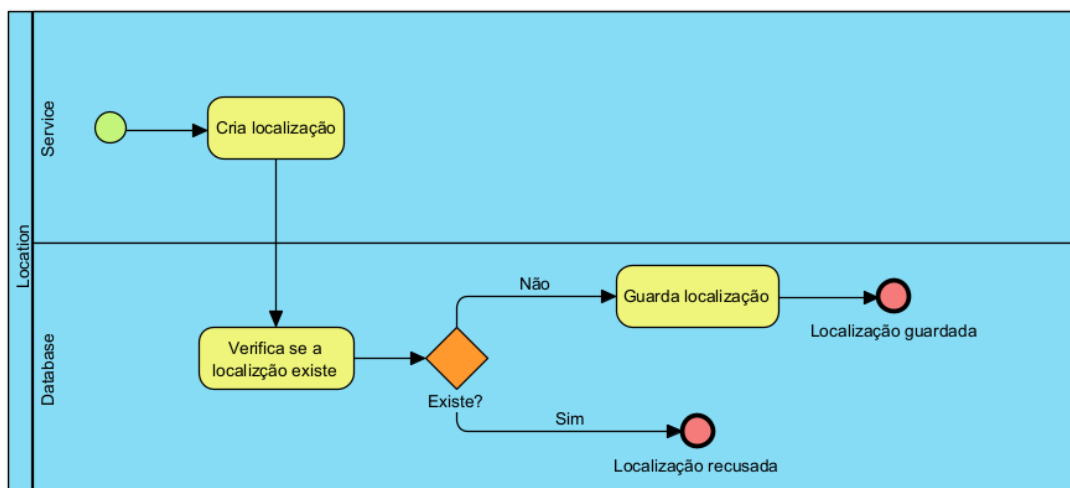 Location
Service
Cria localização
Database
Verifica se a
localizção existe
Existe?
Não
Guarda localização
Localização guardada
Sim
Localização recusada